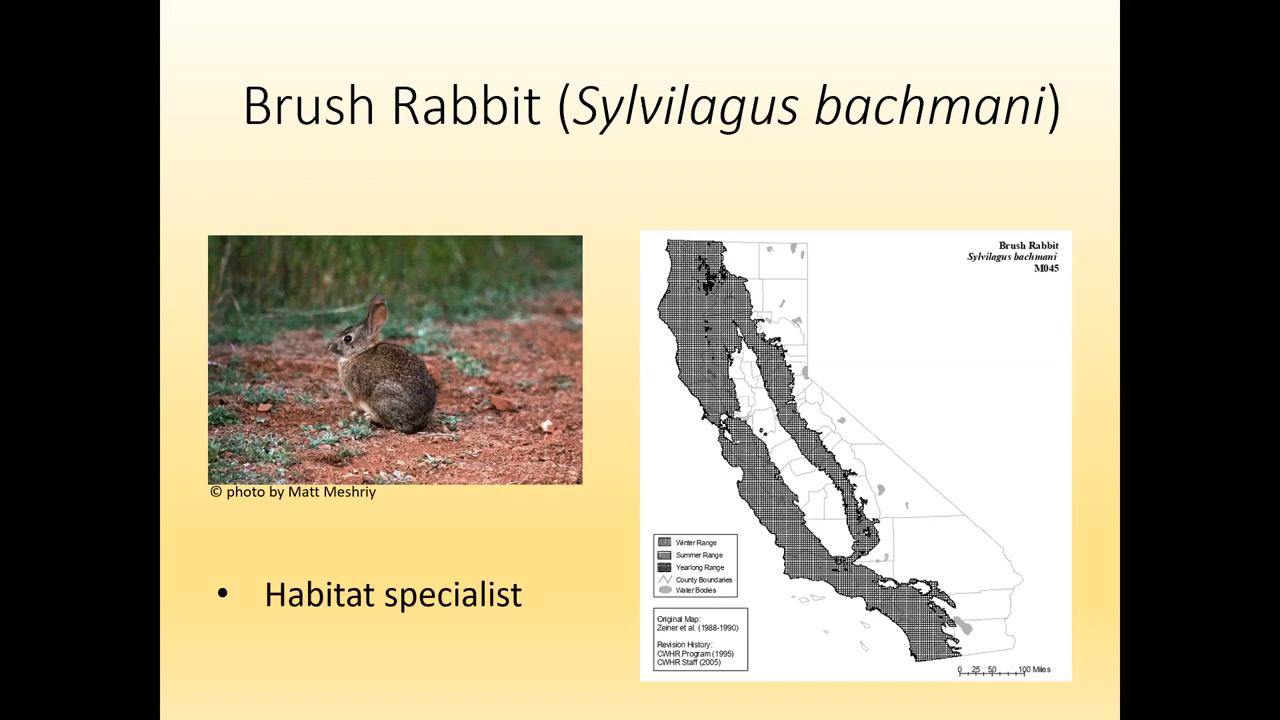 Brush Rabbit (Sylvilagus bachmani)
© photo by Matt Meshriy
• Habitat specialist
Brush Rabbit
Sylvilagus bachmani
M045
Winter Range
Summer Range
Yearlong Range
County Boundaries
Water Bodies
Original Map:
Zeiner et al. (1988-1990)
Revision History:
CWHR Program (1995)
CWHR Staff (2005)
0 25 50 100 Miles